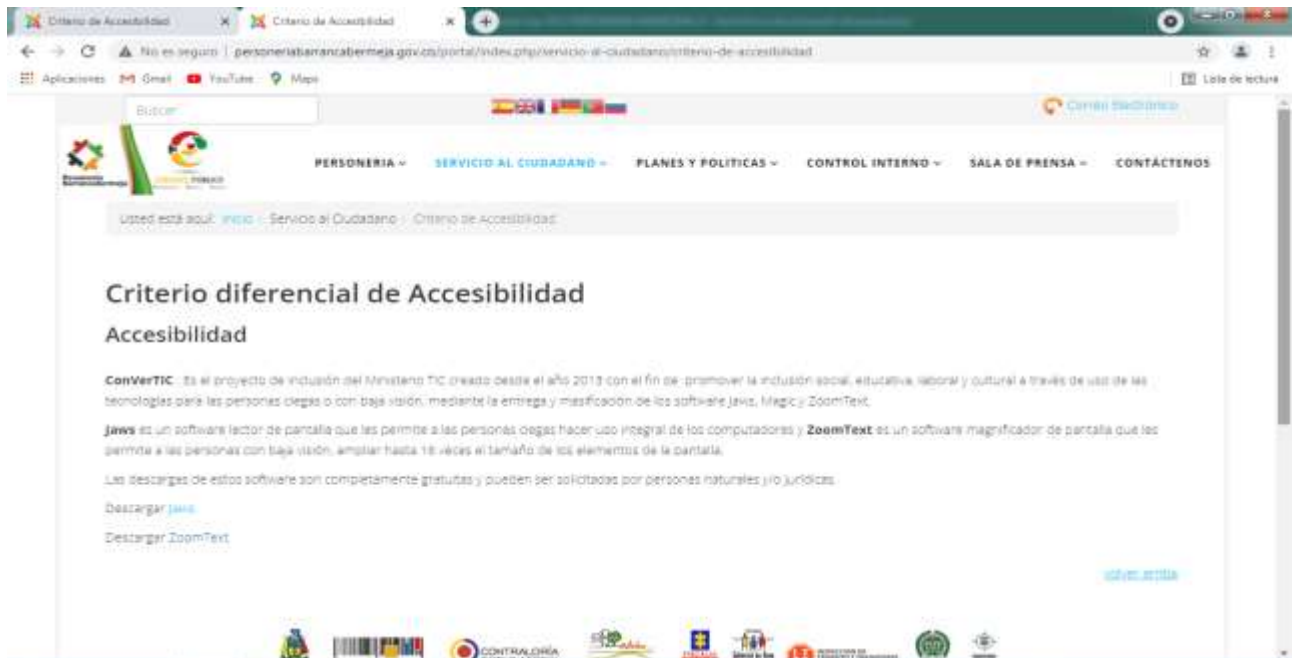 Criterio de Accesibilidad
Criterio de Accesibilidad
No es seguro | personeriabarrancabermeja.gov.co/portal/index.php/servicio-al-ciudadano/criterio-de-accesibilidad
Aplicaciones Gmail YouTube Maps Lista de lectura
Buscar Correo Electrónico
PERSONERIA SERVICIO AL CIUDADANO PLANES Y POLITICAS CONTROL INTERNO SALA DE PRENSA CONTÁCTENOS
Usted está aquí: Inicio Servicio al Ciudadano Criterio de Accesibilidad
Criterio diferencial de Accesibilidad
Accesibilidad
ConVerTIC : Es el proyecto de inclusión del Ministerio TIC creado desde el año 2013 con el fin de promover la inclusión social, educativa, laboral y cultural a través de uso de las
tecnologías para las personas ciegas o con baja visión, mediante la entrega y masificación de los software Jaws, Magic y ZoomText.
Jaws es un software lector de pantalla que les permite a las personas ciegas hacer uso integral de los computadores y ZoomText es un software magnificador de pantalla que les
permite a las personas con baja visión, ampliar hasta 16 veces el tamaño de los elementos de la pantalla.
Las descargas de estos software son completamente gratuitas y pueden ser solicitadas por personas naturales y/o jurídicas.
Descargar Jaws
Descargar ZoomText
volver arriba
CONTRALORÍA